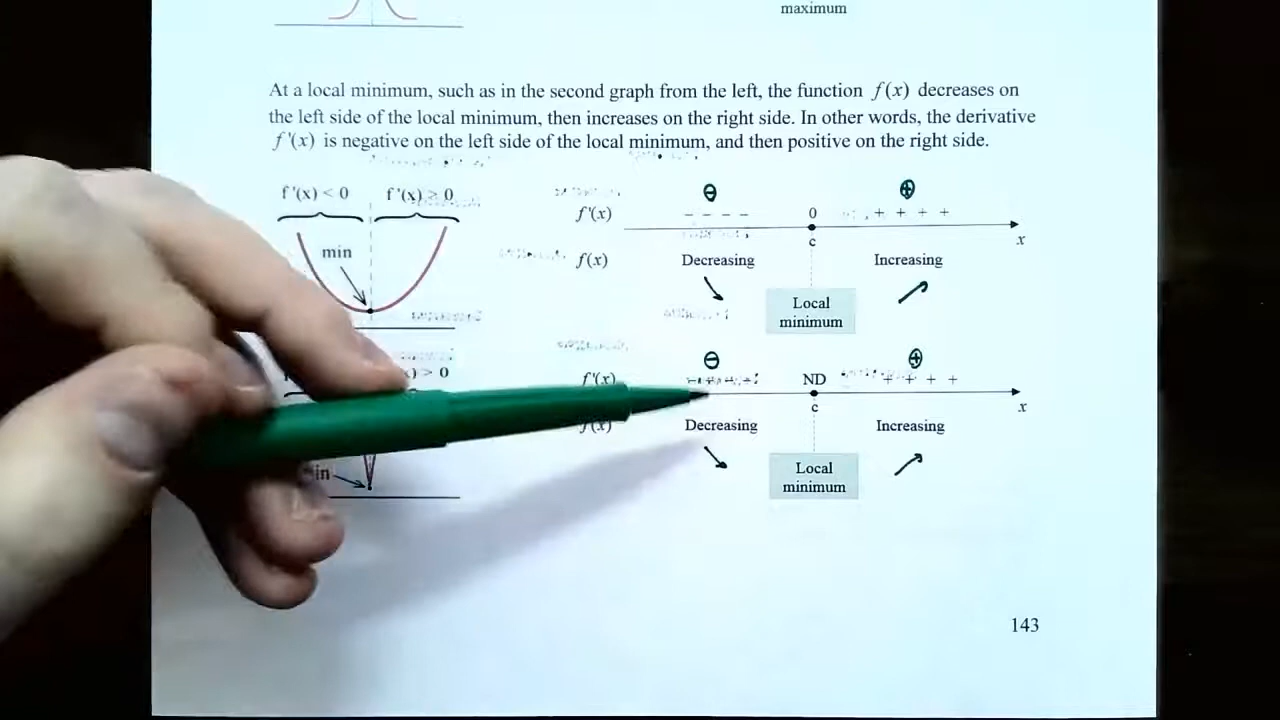 maximum
At a local minimum, such as in the second graph from the left, the function f(x) decreases on
the left side of the local minimum, then increases on the right side. In other words, the derivative
f'(x) is negative on the left side of the local minimum, and then positive on the right side.
f'(x) < 0 f'(x) > 0
min
⊖ ⊕
f'(x) - - - - 0 + + + +
c x
f(x) Decreasing Increasing
Local
minimum
) > 0
in
⊖ ⊕
f'(x) ND + + + +
c x
f(x) Decreasing Increasing
Local
minimum
143